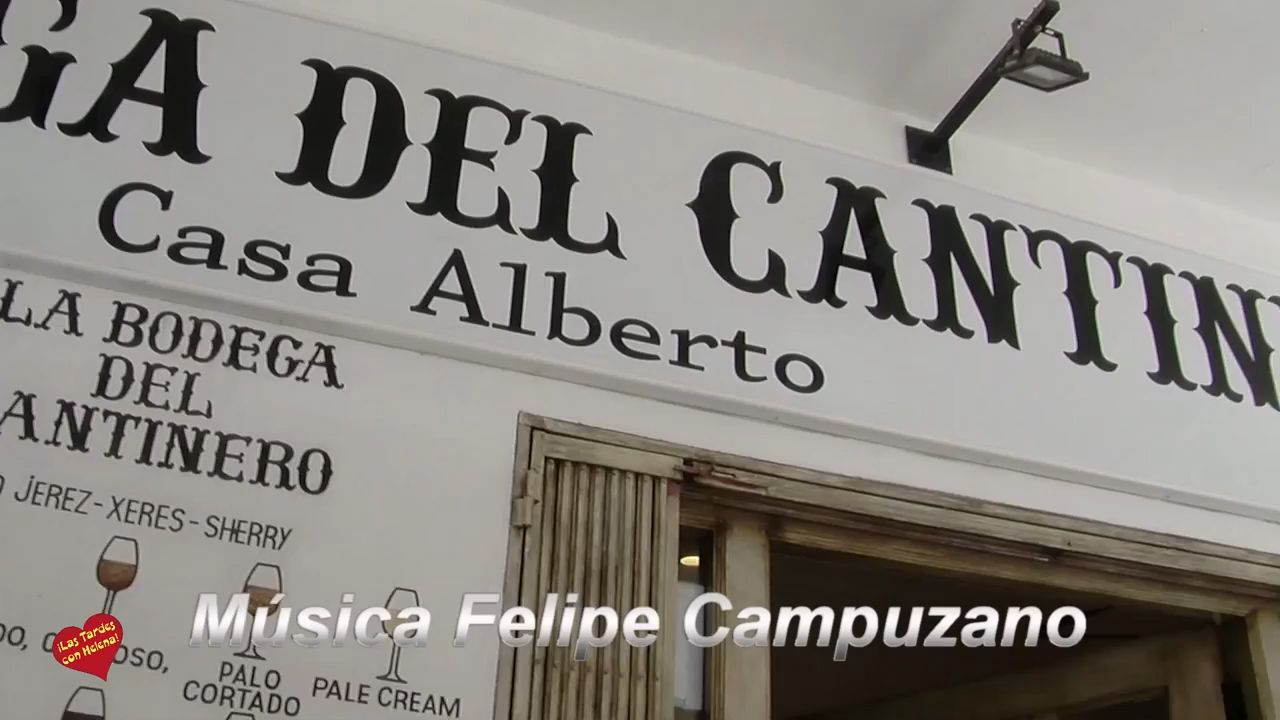 GA DEL CANTIN
Casa Alberto
LA BODEGA
DEL
ANTINERO
JEREZ-XERES-SHERRY
Música Felipe Campuzano
¡Las Tardes
con Helena!
PALO
CORTADO
PALE CREAM